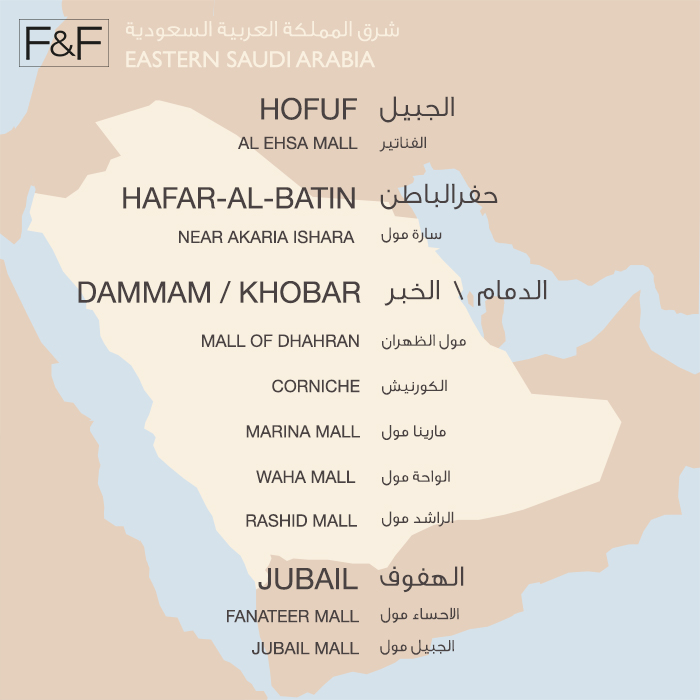 F&F
شرق المملكة العربية السعودية
EASTERN SAUDI ARABIA
HOFUF الجبيل
AL EHSA MALL الفناتير
HAFAR-AL-BATIN حفرالباطن
NEAR AKARIA ISHARA سارة مول
DAMMAM / KHOBAR الدمام \ الخبر
MALL OF DHAHRAN مول الظهران
CORNICHE الكورنيش
MARINA MALL مارينا مول
WAHA MALL الواحة مول
RASHID MALL الراشد مول
JUBAIL الهفوف
FANATEER MALL الاحساء مول
JUBAIL MALL الجبيل مول